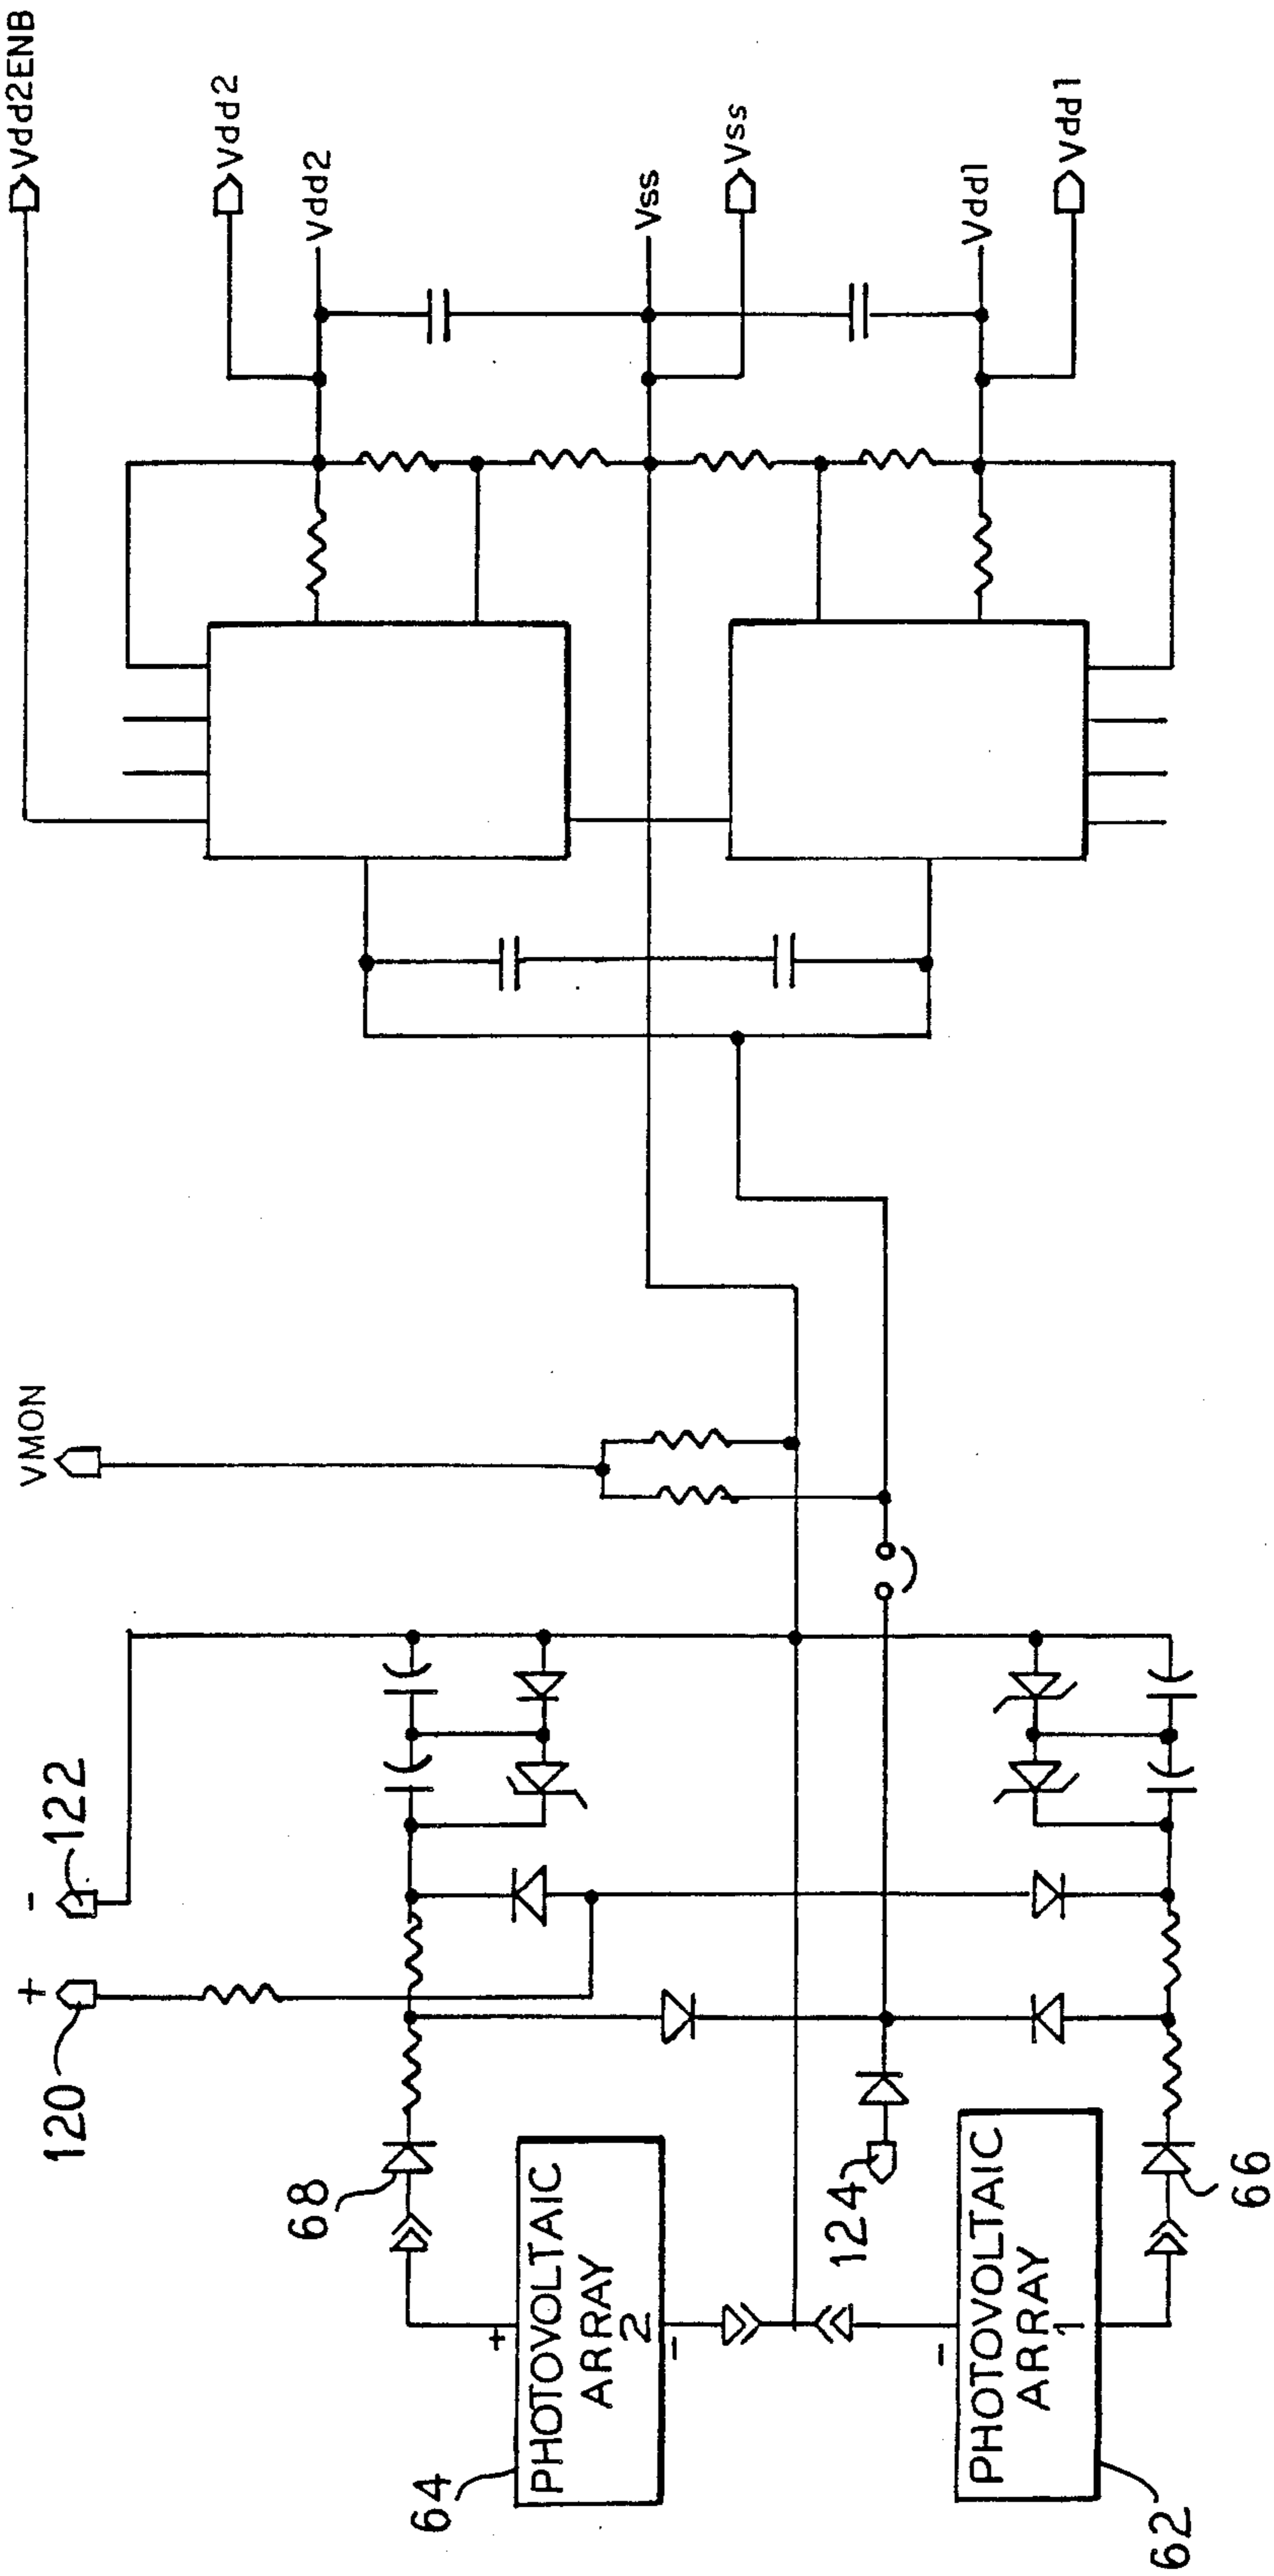 Vdd2ENB
Vdd2
Vdd2
Vss
Vss
Vdd1
Vdd1
VMON
- 122
+
120
68
64
+
PHOTOVOLTAIC
ARRAY
2
-
124
-
PHOTOVOLTAIC
ARRAY
1
66
62